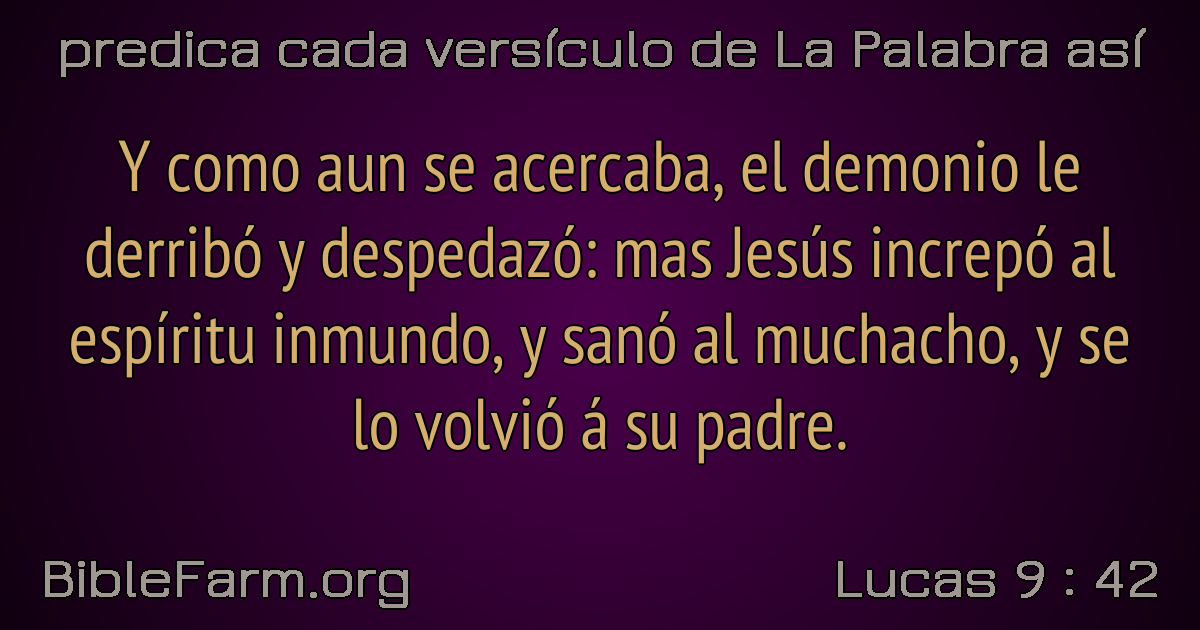 predica cada versículo de La Palabra así
Y como aun se acercaba, el demonio le
derribó y despedazó: mas Jesús increpó al
espíritu inmundo, y sanó al muchacho, y se
lo volvió á su padre.
BibleFarm.org
Lucas 9 : 42